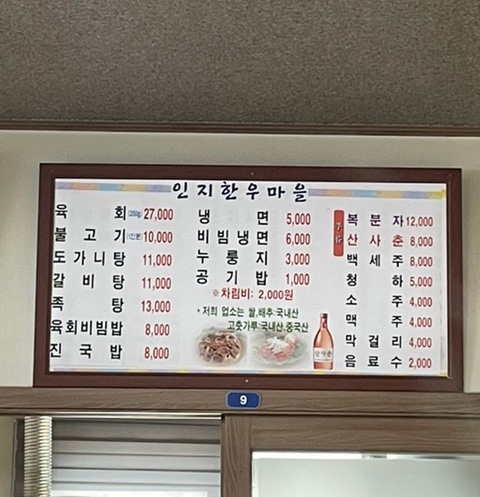 인지한우마을
육 회 (250g) 27,000
불고기 (1인분) 10,000
도가니탕 11,000
갈 비 탕 11,000
족 탕 13,000
육회비빔밥 8,000
진 국 밥 8,000
냉 면 5,000
비 빔 냉 면 6,000
누 룽 지 3,000
공 기 밥 1,000
※차림비: 2,000원
* 저희 업소는 쌀,배추:국내산
고춧가루:국내산,중국산
복 분 자 12,000
산 사 춘 8,000
백 세 주 8,000
청 하 5,000
소 주 4,000
맥 주 4,000
막 걸 리 4,000
음 료 수 2,000
산사춘
9